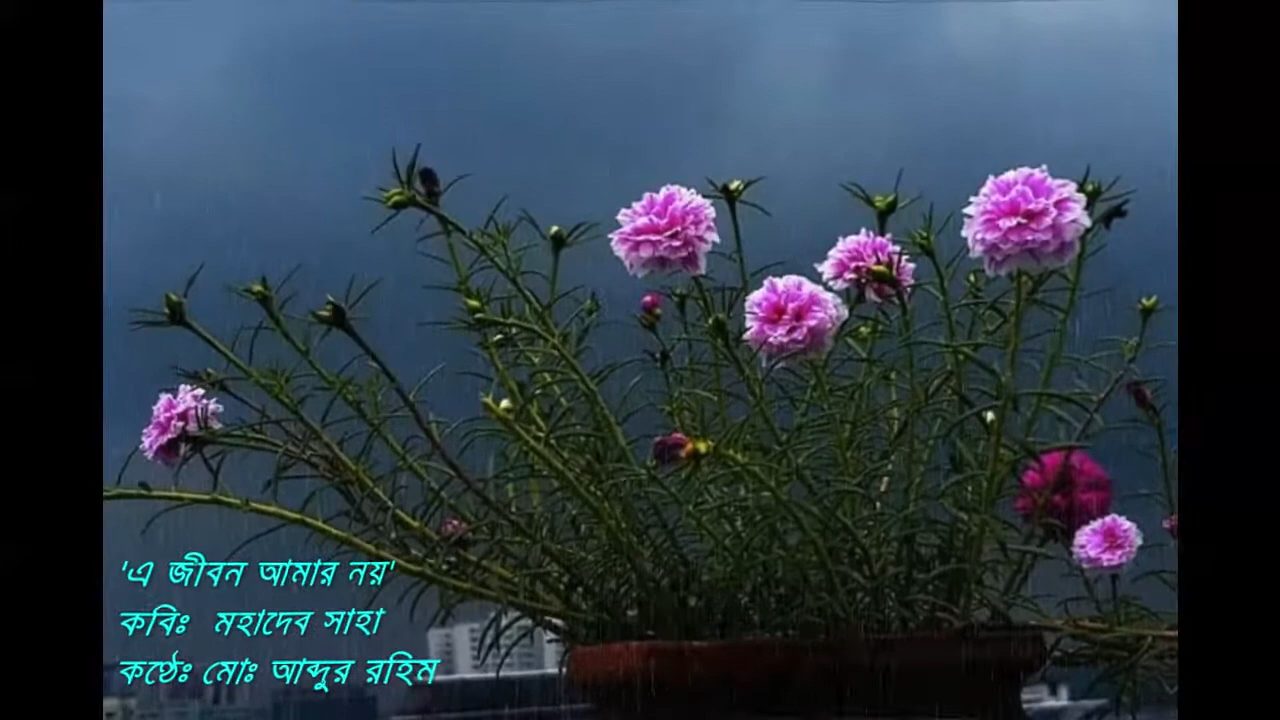 'এ জীবন আমার নয়'
কবিঃ মহাদেব সাহা
কণ্ঠেঃ মোঃ আব্দুর রহিম